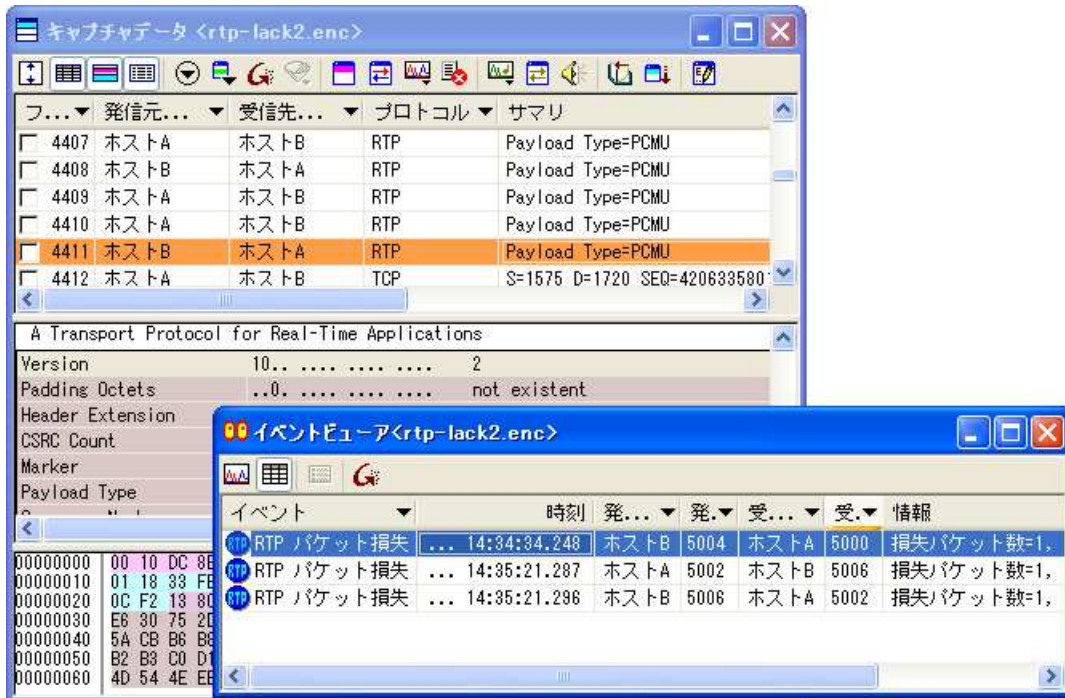 キャプチャデータ <rtp-lack2.enc>
フ... 発信元... 受信先... プロトコル サマリ
4407 ホストA ホストB RTP Payload Type=PCMU
4408 ホストB ホストA RTP Payload Type=PCMU
4409 ホストA ホストB RTP Payload Type=PCMU
4410 ホストA ホストB RTP Payload Type=PCMU
4411 ホストB ホストA RTP Payload Type=PCMU
4412 ホストA ホストB TCP S=1575 D=1720 SEQ=420633580
A Transport Protocol for Real-Time Applications
Version 10.. .... .... .... 2
Padding Octets ..0. .... .... .... not existent
Header Extension
CSRC Count
Marker
Payload Type
イベントビューア<rtp-lack2.enc>
イベント 時刻 発... 発. 受... 受. 情報
RTP パケット損失 ... 14:34:34.248 ホストB 5004 ホストA 5000 損失パケット数=1,
RTP パケット損失 ... 14:35:21.287 ホストA 5002 ホストB 5006 損失パケット数=1,
RTP パケット損失 ... 14:35:21.296 ホストB 5006 ホストA 5002 損失パケット数=1,
00000000 00 10 DC 8E
00000010 01 18 33 FE
00000020 0C F2 13 8C
00000030 E6 30 75 2D
00000040 5A CB B6 B8
00000050 B2 B3 C0 D1
00000060 4D 54 4E EE